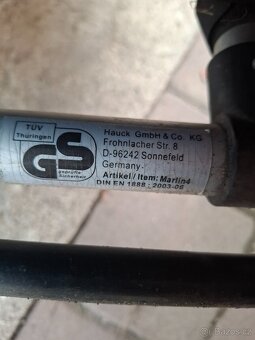 TÜV
Thüringen
GS
geprüfte
Sicherheit
Hauck GmbH & Co. KG
Frohnlacher Str. 8
D-96242 Sonnefeld
Germany
Artikel / Item: Marlin4
DIN EN 1888 : 2003-06